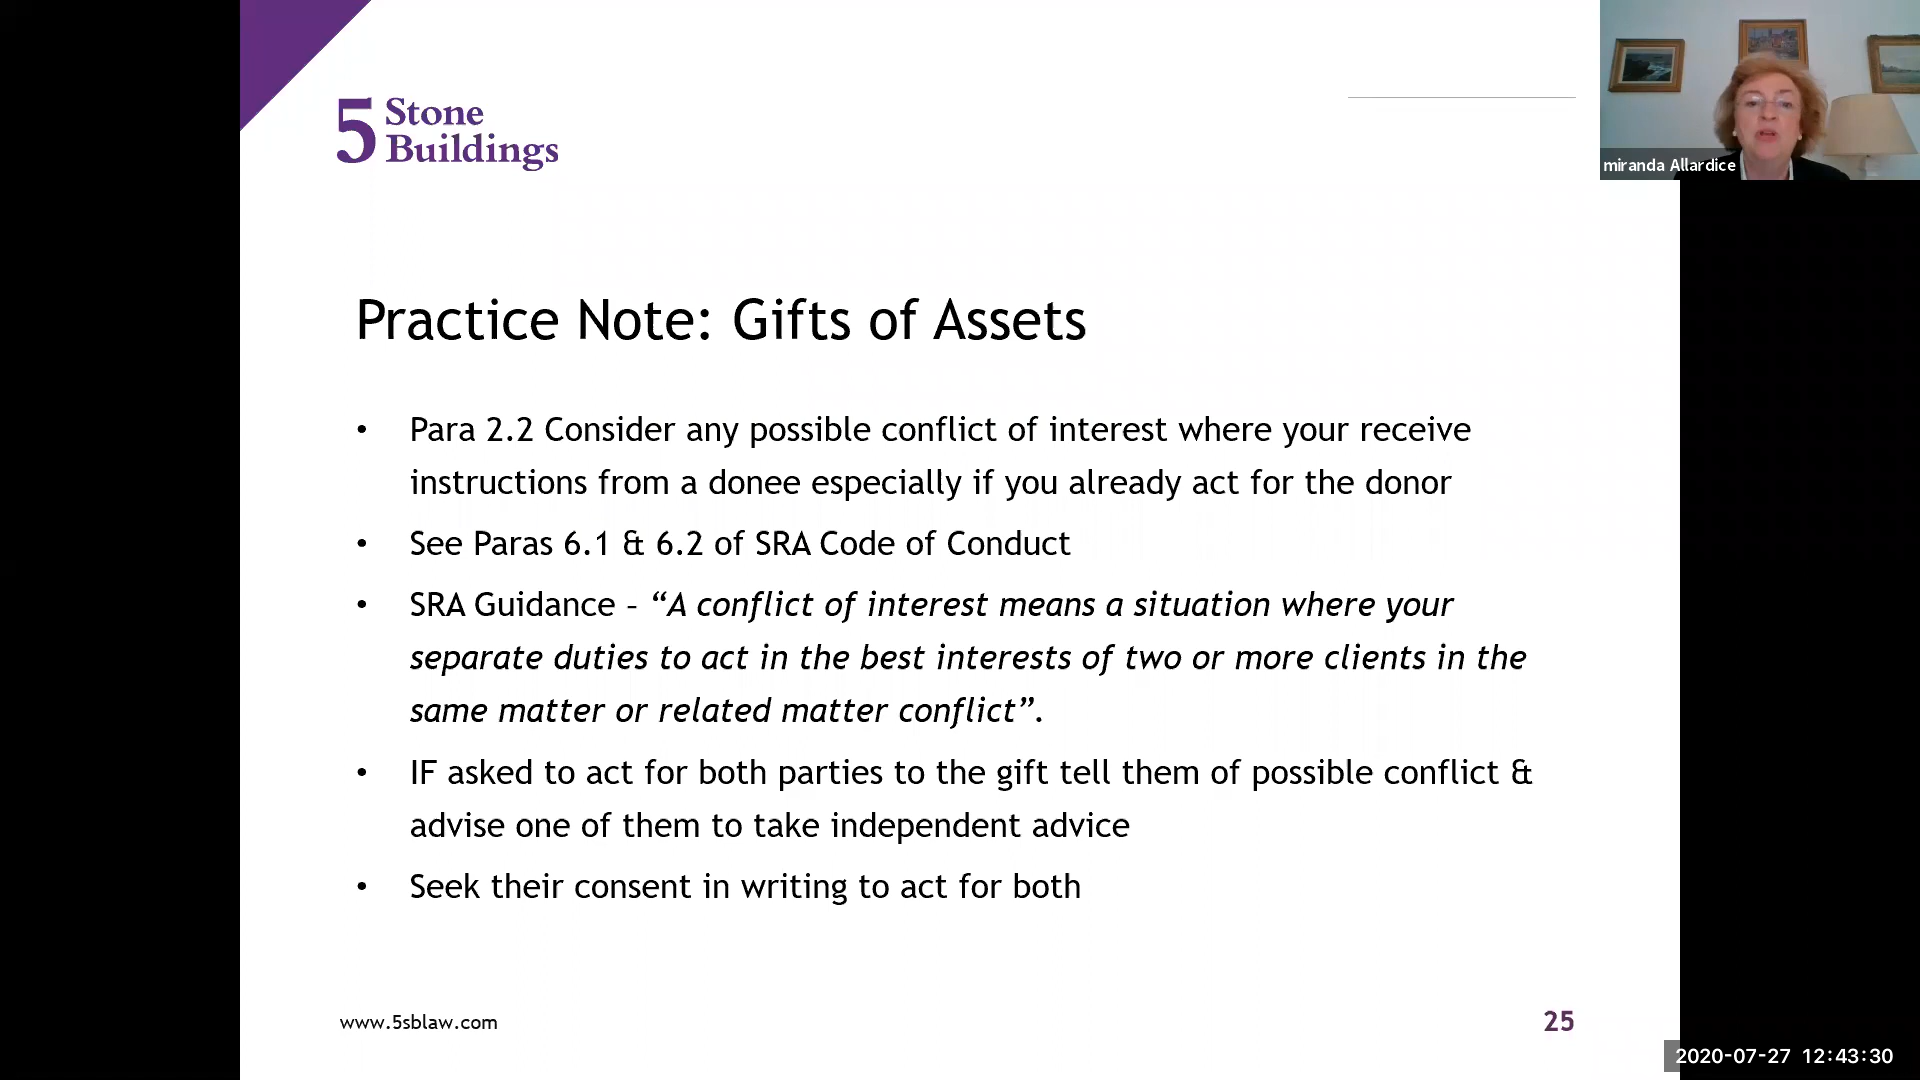 5 Stone
Buildings
miranda Allardice
Practice Note: Gifts of Assets
• Para 2.2 Consider any possible conflict of interest where your receive
instructions from a donee especially if you already act for the donor
• See Paras 6.1 & 6.2 of SRA Code of Conduct
• SRA Guidance – “A conflict of interest means a situation where your
separate duties to act in the best interests of two or more clients in the
same matter or related matter conflict”.
• IF asked to act for both parties to the gift tell them of possible conflict &
advise one of them to take independent advice
• Seek their consent in writing to act for both
www.5sblaw.com
25
2020-07-27 12:43:30